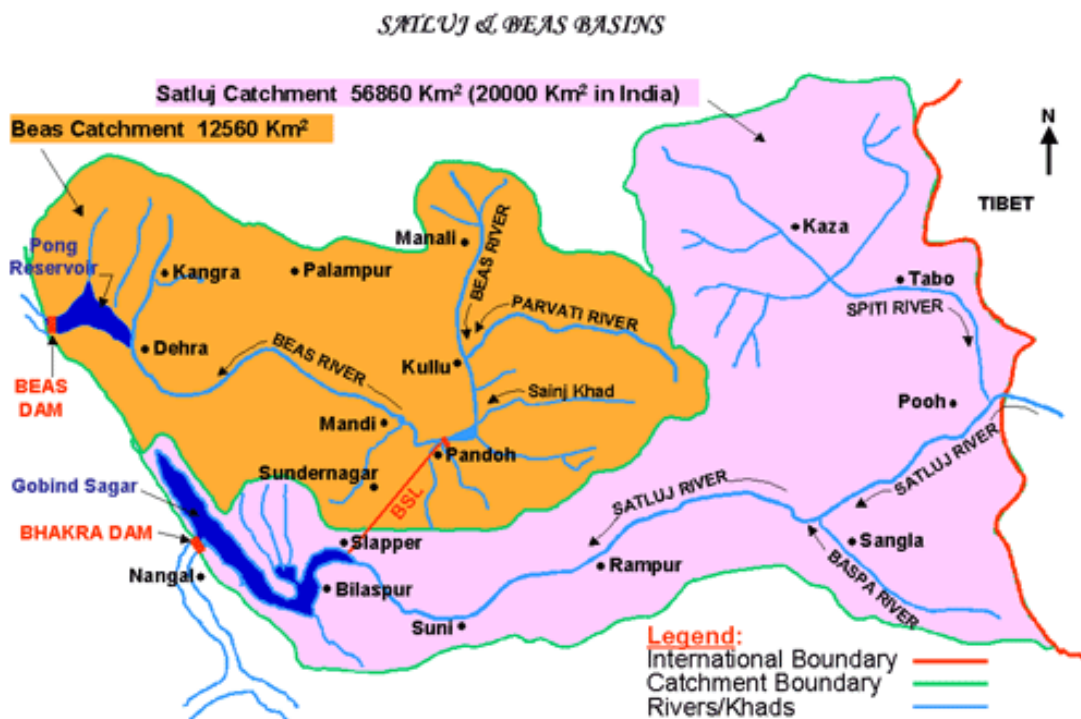 SATLUJ & BEAS BASINS
Satluj Catchment 56860 Km² (20000 Km² in India)
Beas Catchment 12560 Km²
N
TIBET
Pong
Reservoir
Kangra
Palampur
Manali
BEAS RIVER
Kaza
Tabo
SPITI RIVER
PARVATI RIVER
Dehra
BEAS RIVER
Kullu
Sainj Khad
BEAS
DAM
Mandi
Pooh
Pandoh
Sundernagar
BSL
Gobind Sagar
SATLUJ RIVER
SATLUJ RIVER
BHAKRA DAM
Slapper
Sangla
Nangal
Bilaspur
Rampur
BASPA RIVER
Suni
Legend:
International Boundary
Catchment Boundary
Rivers/Khads